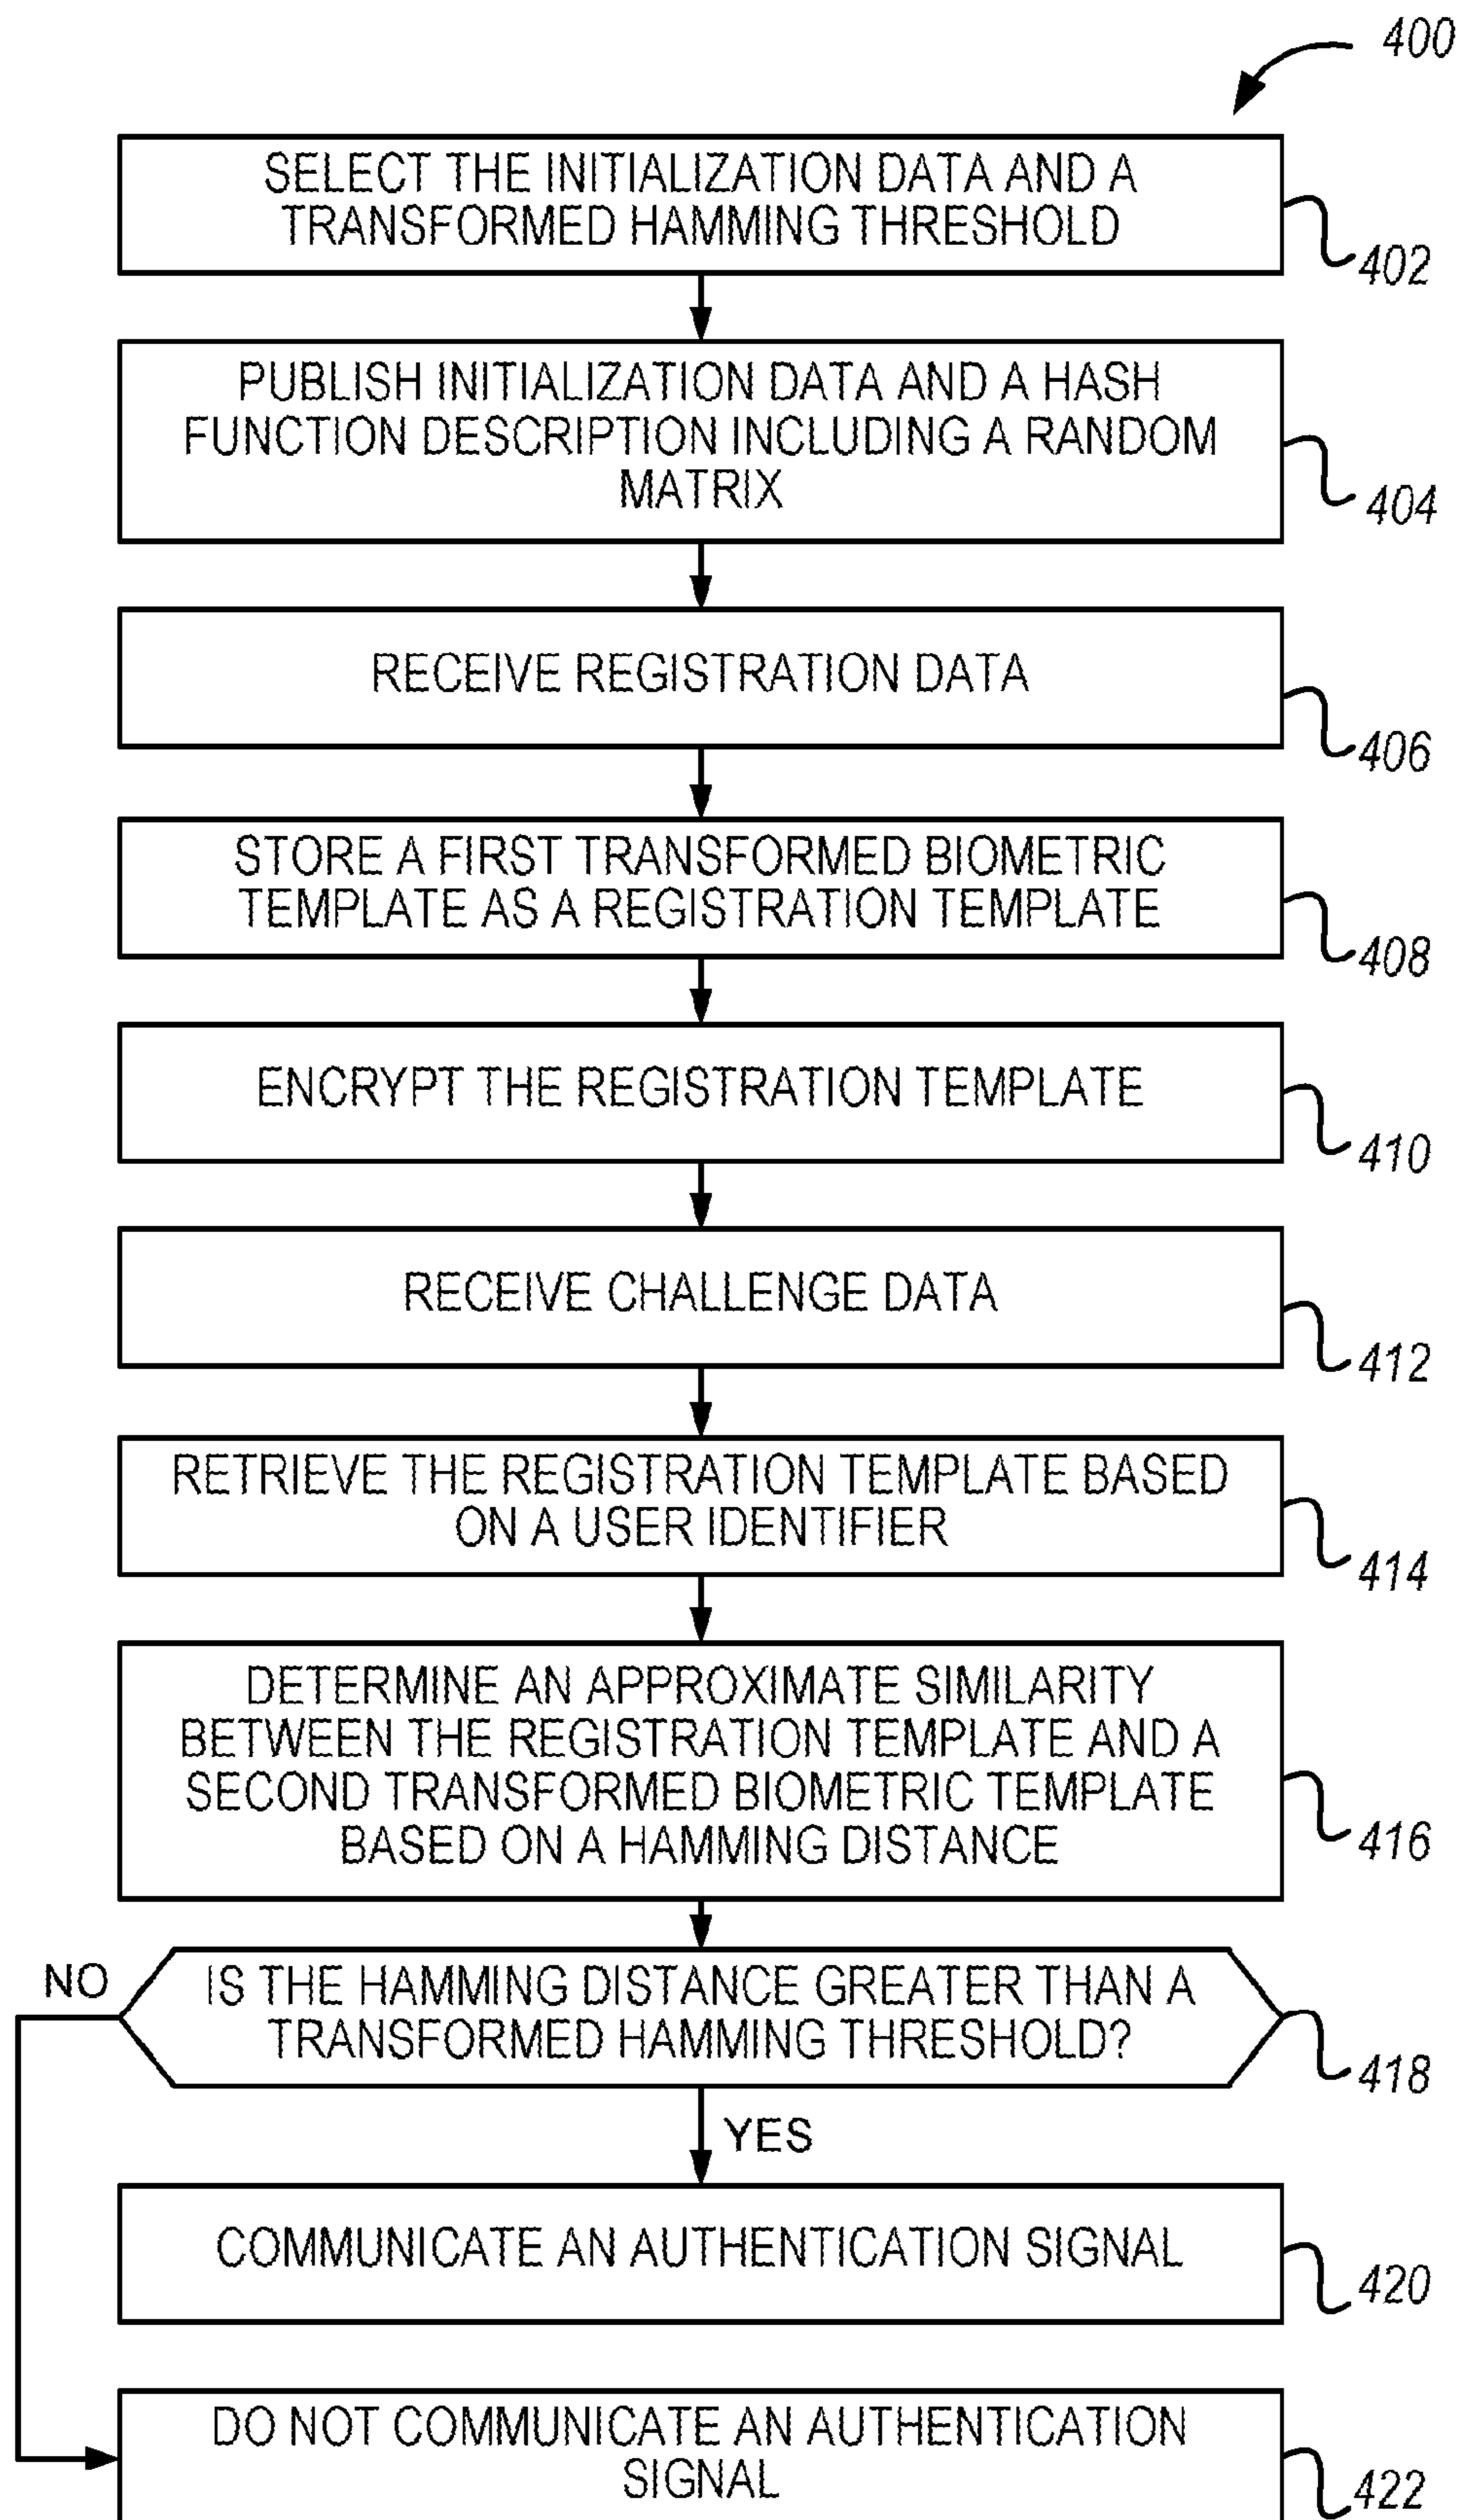 400
SELECT THE INITIALIZATION DATA AND A
TRANSFORMED HAMMING THRESHOLD
402
PUBLISH INITIALIZATION DATA AND A HASH
FUNCTION DESCRIPTION INCLUDING A RANDOM
MATRIX
404
RECEIVE REGISTRATION DATA
406
STORE A FIRST TRANSFORMED BIOMETRIC
TEMPLATE AS A REGISTRATION TEMPLATE
408
ENCRYPT THE REGISTRATION TEMPLATE
410
RECEIVE CHALLENGE DATA
412
RETRIEVE THE REGISTRATION TEMPLATE BASED
ON A USER IDENTIFIER
414
DETERMINE AN APPROXIMATE SIMILARITY
BETWEEN THE REGISTRATION TEMPLATE AND A
SECOND TRANSFORMED BIOMETRIC TEMPLATE
BASED ON A HAMMING DISTANCE
416
NO
IS THE HAMMING DISTANCE GREATER THAN A
TRANSFORMED HAMMING THRESHOLD?
418
YES
COMMUNICATE AN AUTHENTICATION SIGNAL
420
DO NOT COMMUNICATE AN AUTHENTICATION
SIGNAL
422